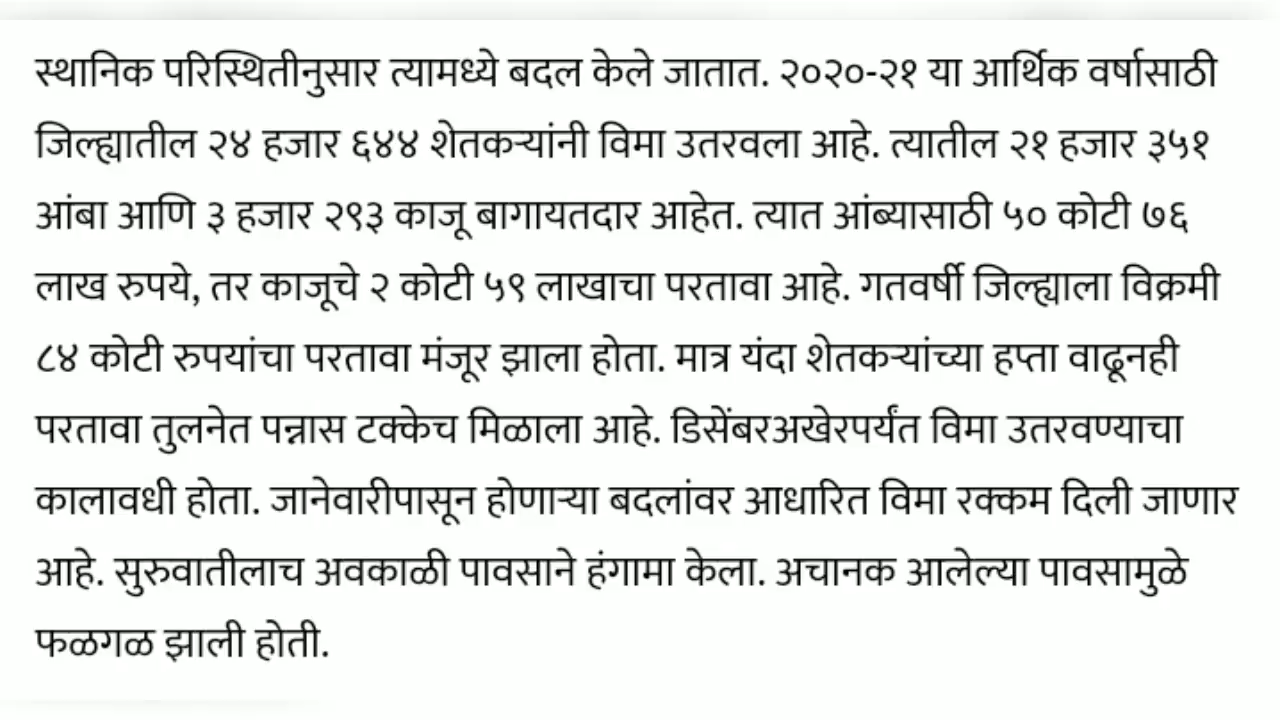 स्थानिक परिस्थितीनुसार त्यामध्ये बदल केले जातात. २०२०-२१ या आर्थिक वर्षासाठी
जिल्ह्यातील २४ हजार ६४४ शेतकऱ्यांनी विमा उतरवला आहे. त्यातील २१ हजार ३५१
आंबा आणि ३ हजार २९३ काजू बागायतदार आहेत. त्यात आंब्यासाठी ५० कोटी ७६
लाख रुपये, तर काजूचे २ कोटी ५९ लाखाचा परतावा आहे. गतवर्षी जिल्ह्याला विक्रमी
८४ कोटी रुपयांचा परतावा मंजूर झाला होता. मात्र यंदा शेतकऱ्यांच्या हप्ता वाढूनही
परतावा तुलनेत पन्नास टक्केच मिळाला आहे. डिसेंबरअखेरपर्यंत विमा उतरवण्याचा
कालावधी होता. जानेवारीपासून होणाऱ्या बदलांवर आधारित विमा रक्कम दिली जाणार
आहे. सुरुवातीलाच अवकाळी पावसाने हंगामा केला. अचानक आलेल्या पावसामुळे
फळगळ झाली होती.